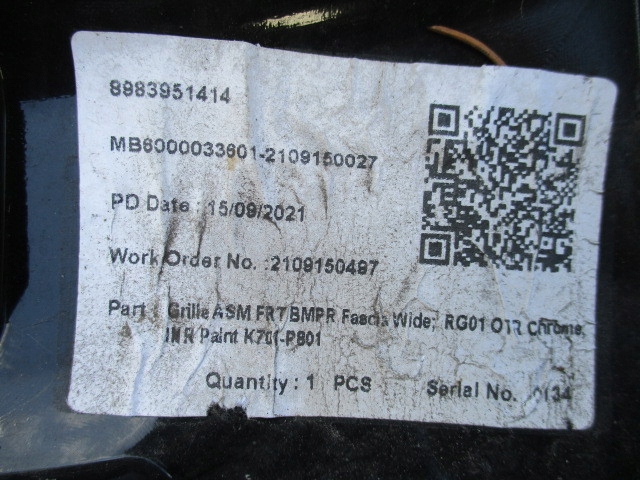 8983951414
MB6000033601-2109150027
PD Date : 15/09/2021
Work Order No. :2109150497
Part : Grille ASM FRT BMPR Fascia Wide; RG01 OTR Chrome,
INR Paint K701-PB01
Quantity : 1 PCS Serial No. 0134